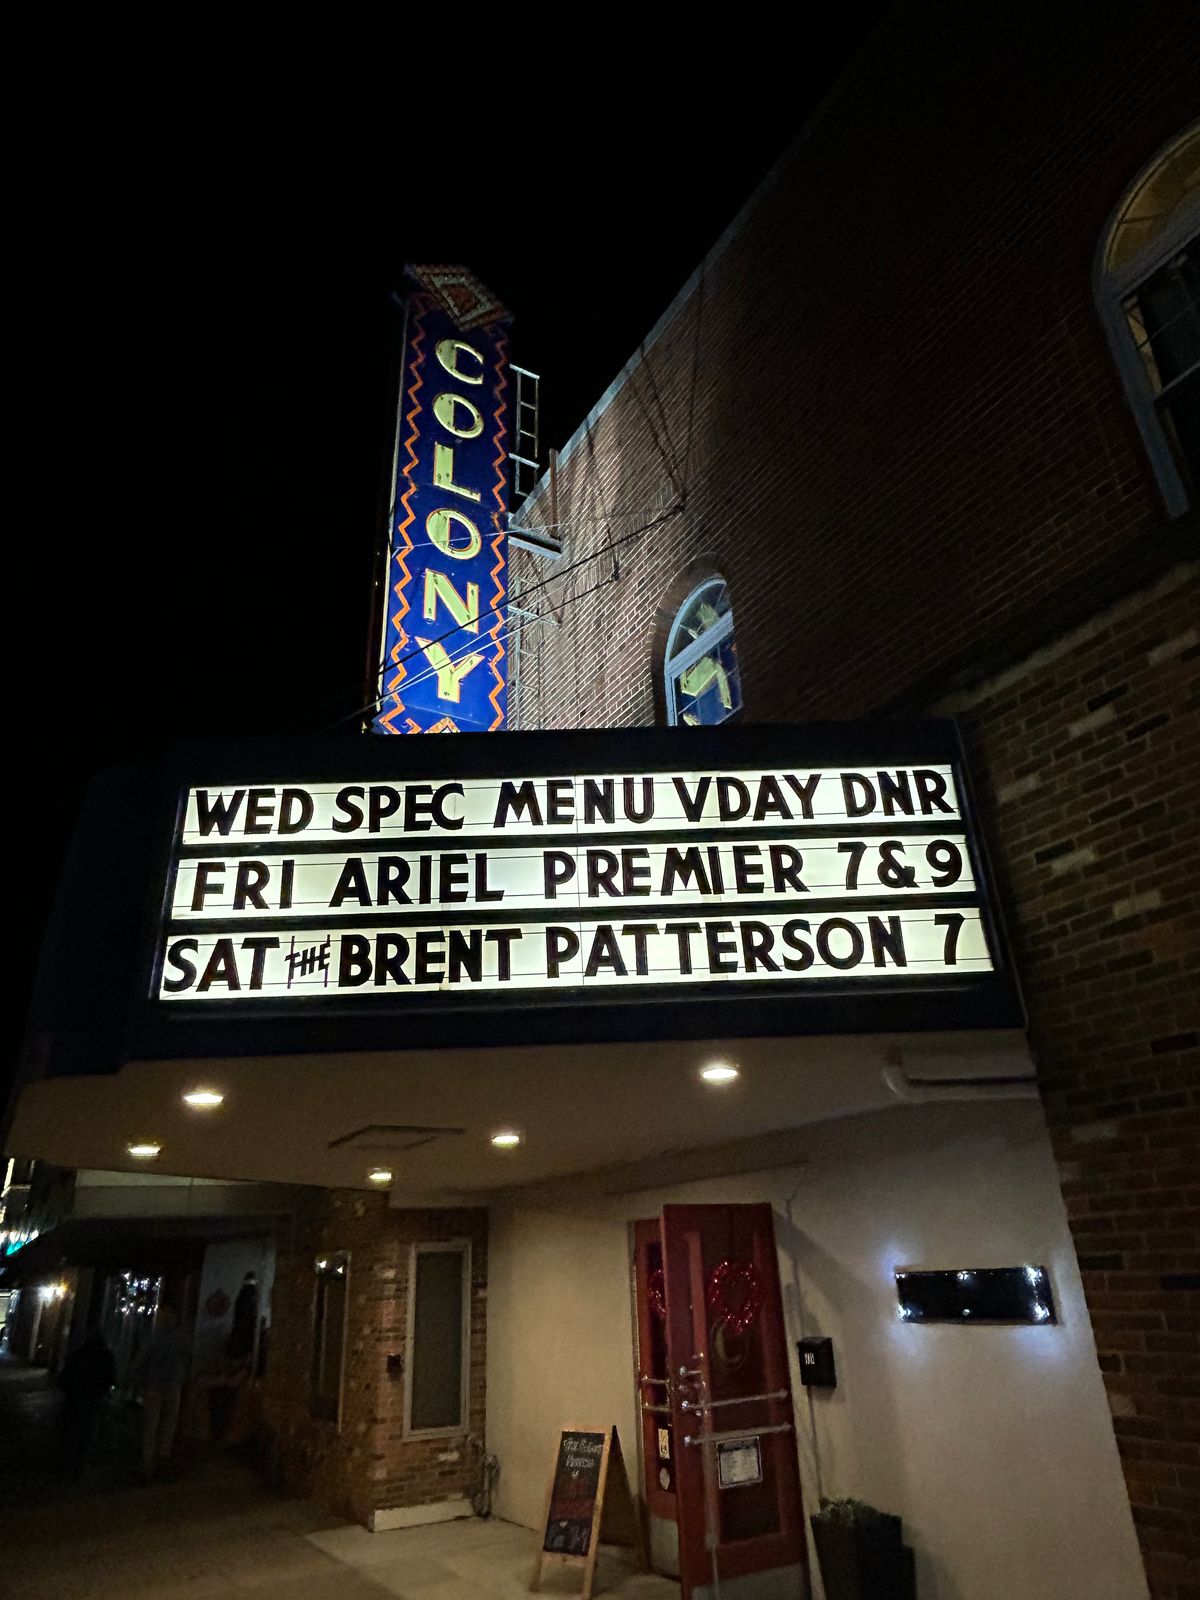 COLONY
WED SPEC MENU VDAY DNR
FRI ARIEL PREMIER 7&9
SAT THE BRENT PATTERSON 7
C